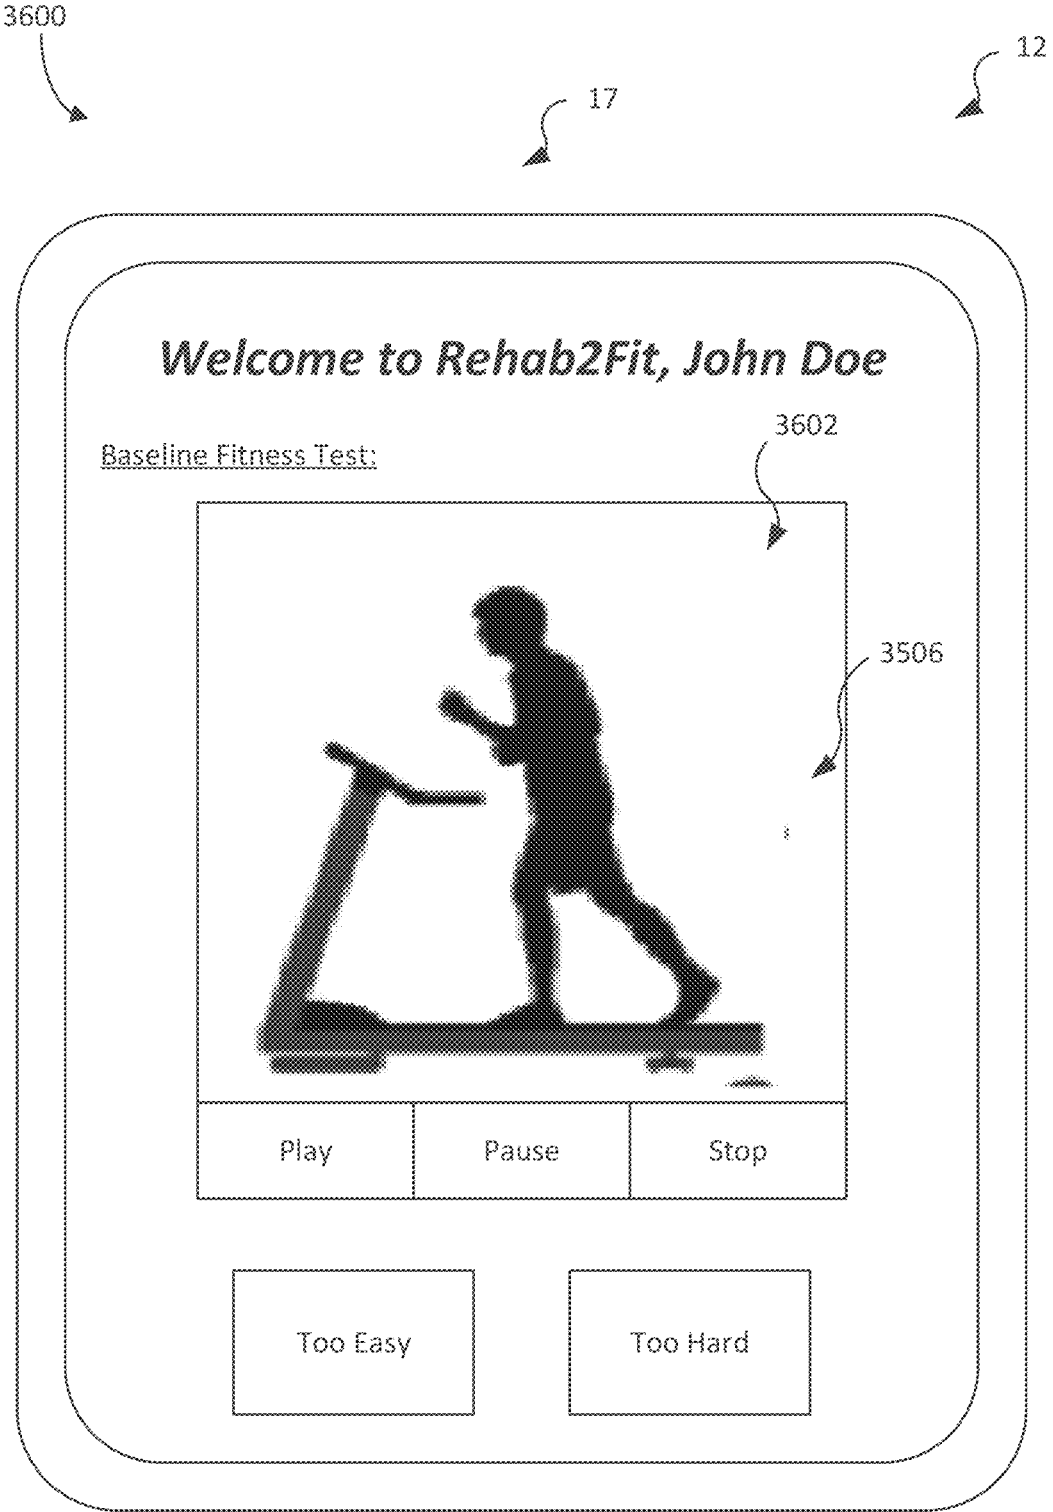 3600
12
17
Welcome to Rehab2Fit, John Doe
3602
Baseline Fitness Test:
3506
Play Pause Stop
Too Easy Too Hard